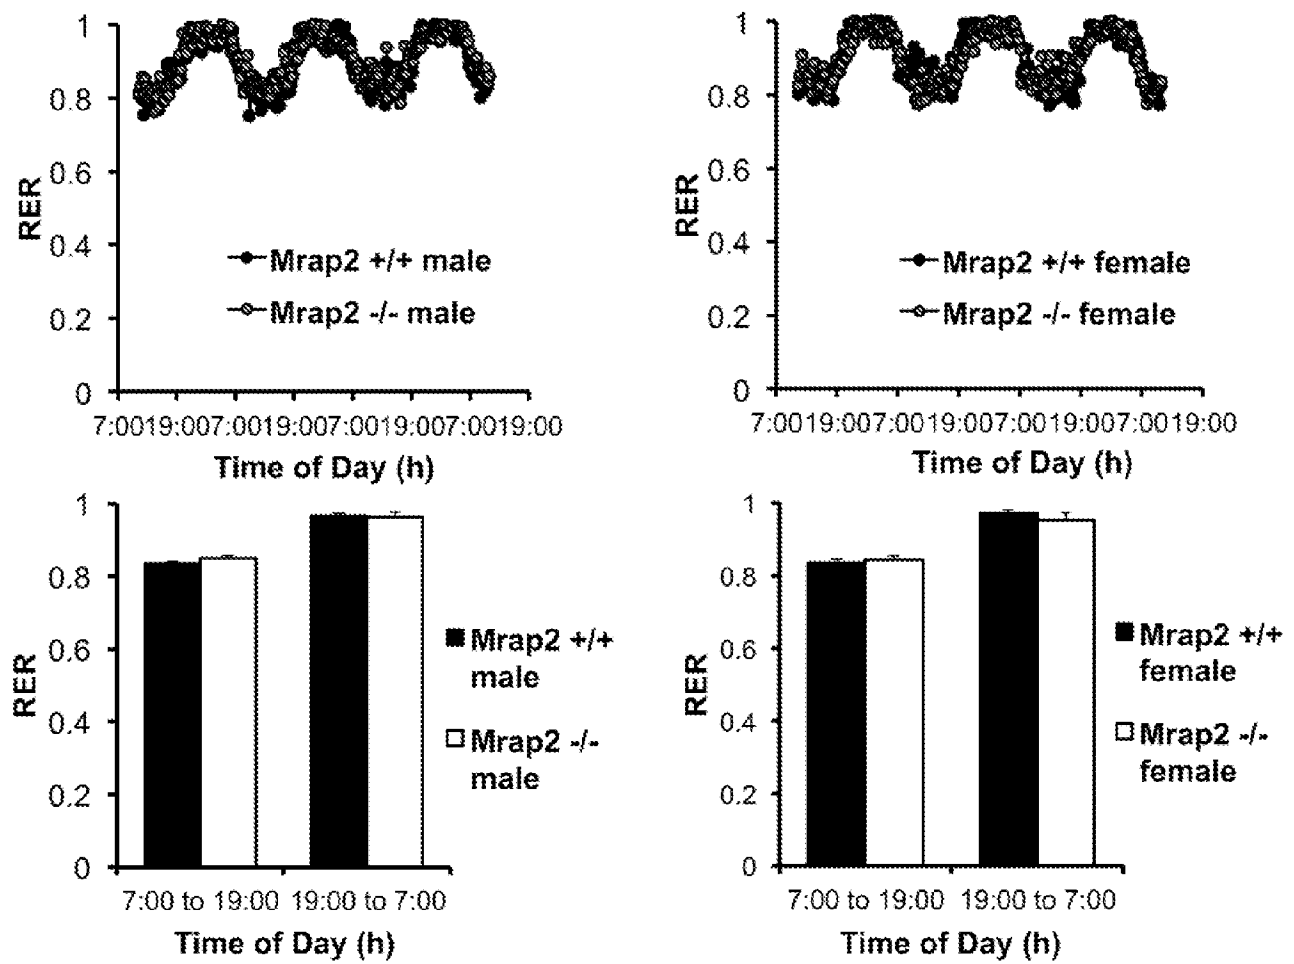 1
0.8
0.6
0.4
0.2
0
RER
Mrap2 +/+ male
Mrap2 -/- male
7:0019:007:0019:007:0019:007:0019:00
Time of Day (h)
1
0.8
0.6
0.4
0.2
0
RER
Mrap2 +/+ female
Mrap2 -/- female
7:0019:007:0019:007:0019:007:0019:00
Time of Day (h)
1
0.8
0.6
0.4
0.2
0
RER
Mrap2 +/+
male
Mrap2 -/-
male
7:00 to 19:00 19:00 to 7:00
Time of Day (h)
1
0.8
0.6
0.4
0.2
0
RER
Mrap2 +/+
female
Mrap2 -/-
female
7:00 to 19:00 19:00 to 7:00
Time of Day (h)